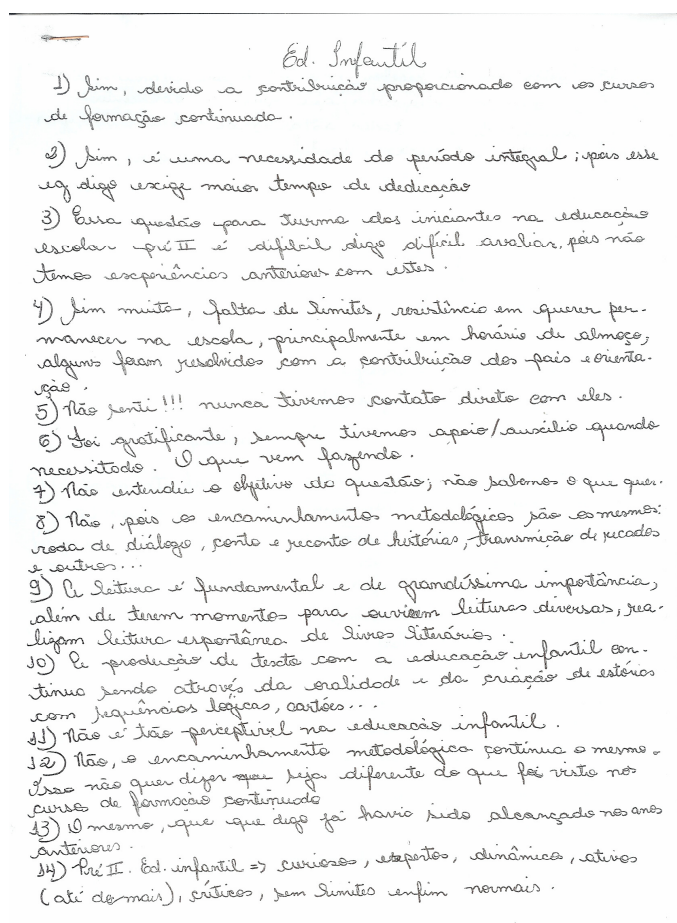 Ed. Infantíl
1) Sim, devido a contribuição proporcionado com os cursos
de formação continuada.
2) Sim, é uma necessidade do período integral; pois esse
eq digo exige maior tempo de dedicação
3) Essa questão para turma dos iniciantes na educação
escolar pré II é difílcil digo difícil avaliar, pois não
temos experiências anteriores com estes.
4) Sim muita, falta de limites, resistência em querer per-
manecer na escola, principalmente em horário de almoço,
alguns foram resolvidos com a contribuição dos pais e orienta-
ção.
5) Não senti!!! nunca tivemos contato direto com eles.
6) Foi gratificante, sempre tivemos apoio/auxílio quando
necessitado. O que vem fazendo.
7) Não entendi o objetivo da questão; não sabemos o que quer.
8) Não, pois os encaminhamentos metodológicos são os mesmos:
roda de diálogo, conto e reconto de histórias, transmição de recados
e outros...
9) A leitura é fundamental e de grandíssima importância,
além de terem momentos para ouvirem leituras diversas, rea-
lizam leitura espontânea de livros literários.
10) A produção de texto com a educação infantil con-
tinua sendo através da oralidade e da criação de estórias
com sequências lógicas, cartões...
11) Não é tão perceptível na educação infantil.
12) Não, o encaminhamento metodológica continua o mesmo.
Isso não quer dizer que seja diferente do que foi visto nos
curso de formação continuada
13) O mesmo, que que digo já havia sido alcançado nos anos
anteriores.
14) Pré II. Ed. infantil => curiosos, espertos, dinâmico, ativos
(até demais), críticos, sem limites enfim normais.